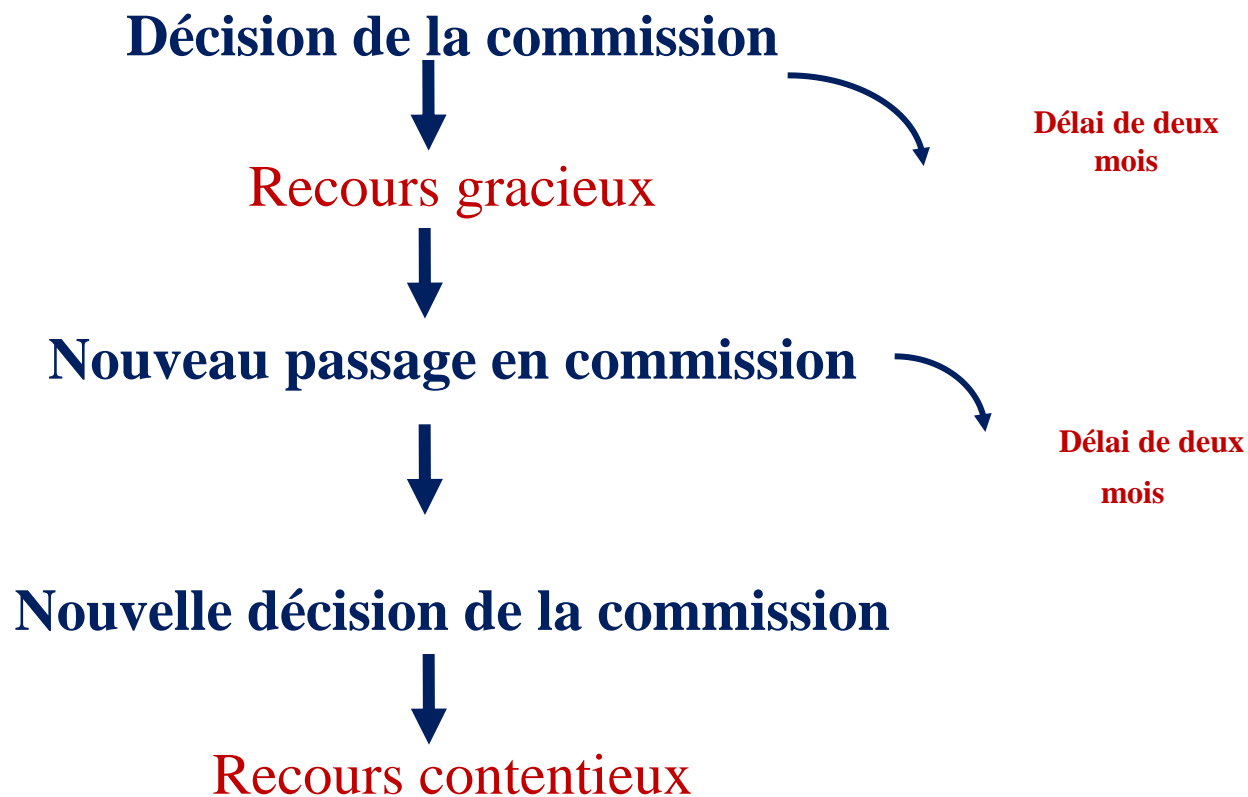 Décision de la commission
Délai de deux
mois
Recours gracieux
Nouveau passage en commission
Délai de deux
mois
Nouvelle décision de la commission
Recours contentieux